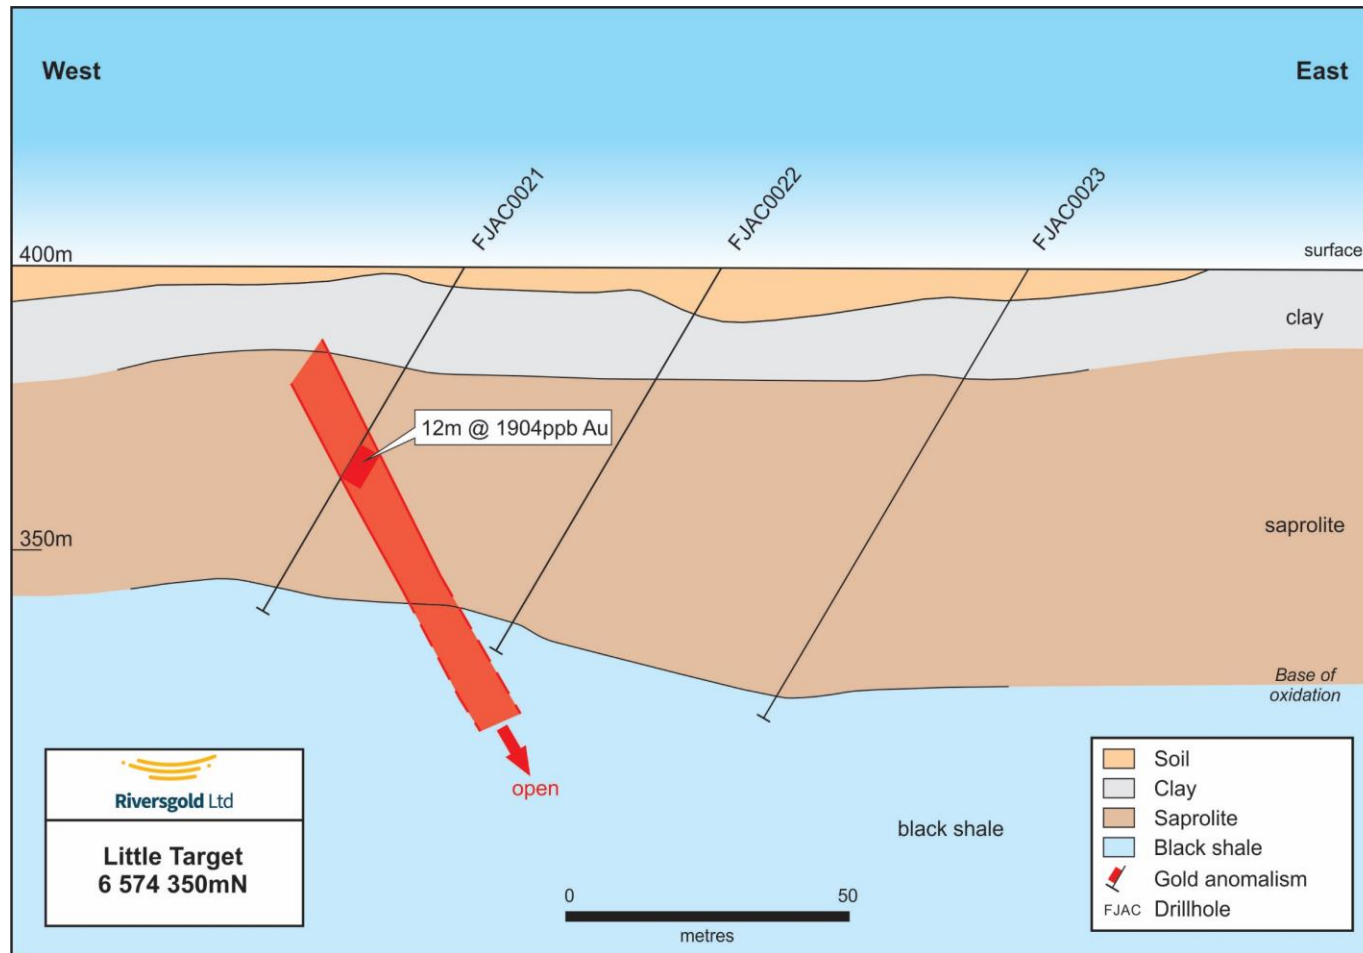 West
East
FJAC0021
FJAC0022
FJAC0023
400m
surface
clay
12m @ 1904ppb Au
saprolite
350m
Base of
oxidation
open
black shale
Riversgold Ltd
Little Target
6 574 350mN
0
50
metres
Soil
Clay
Saprolite
Black shale
Gold anomalism
FJAC Drillhole